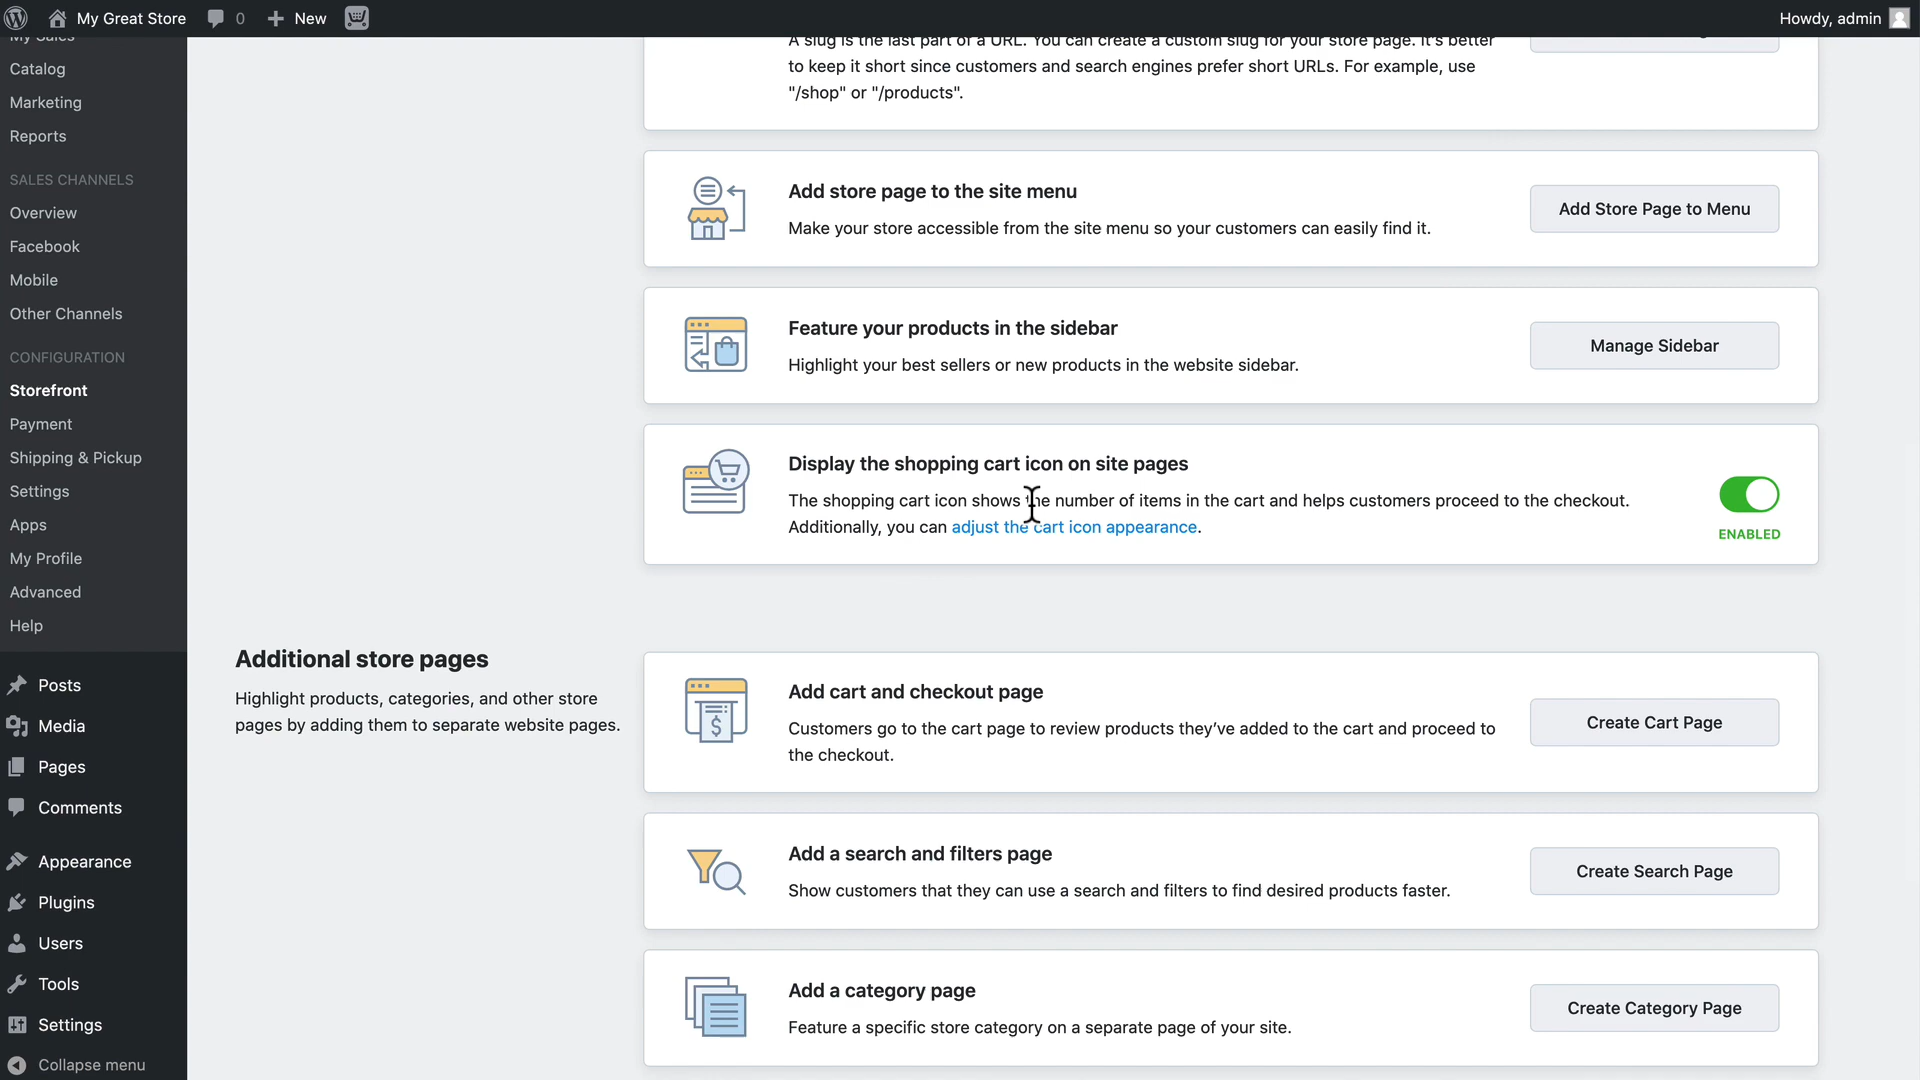 My Great Store
0
New
Howdy, admin
My Sales
Catalog
Marketing
Reports
SALES CHANNELS
Overview
Facebook
Mobile
Other Channels
CONFIGURATION
Storefront
Payment
Shipping & Pickup
Settings
Apps
My Profile
Advanced
Help
Posts
Media
Pages
Comments
Appearance
Plugins
Users
Tools
Settings
Collapse menu
A slug is the last part of a URL. You can create a custom slug for your store page. It's better
to keep it short since customers and search engines prefer short URLs. For example, use
"/shop" or "/products".
Add store page to the site menu
Make your store accessible from the site menu so your customers can easily find it.
Add Store Page to Menu
Feature your products in the sidebar
Highlight your best sellers or new products in the website sidebar.
Manage Sidebar
Display the shopping cart icon on site pages
The shopping cart icon shows the number of items in the cart and helps customers proceed to the checkout.
Additionally, you can adjust the cart icon appearance.
ENABLED
Additional store pages
Highlight products, categories, and other store
pages by adding them to separate website pages.
Add cart and checkout page
Customers go to the cart page to review products they've added to the cart and proceed to
the checkout.
Create Cart Page
Add a search and filters page
Show customers that they can use a search and filters to find desired products faster.
Create Search Page
Add a category page
Feature a specific store category on a separate page of your site.
Create Category Page